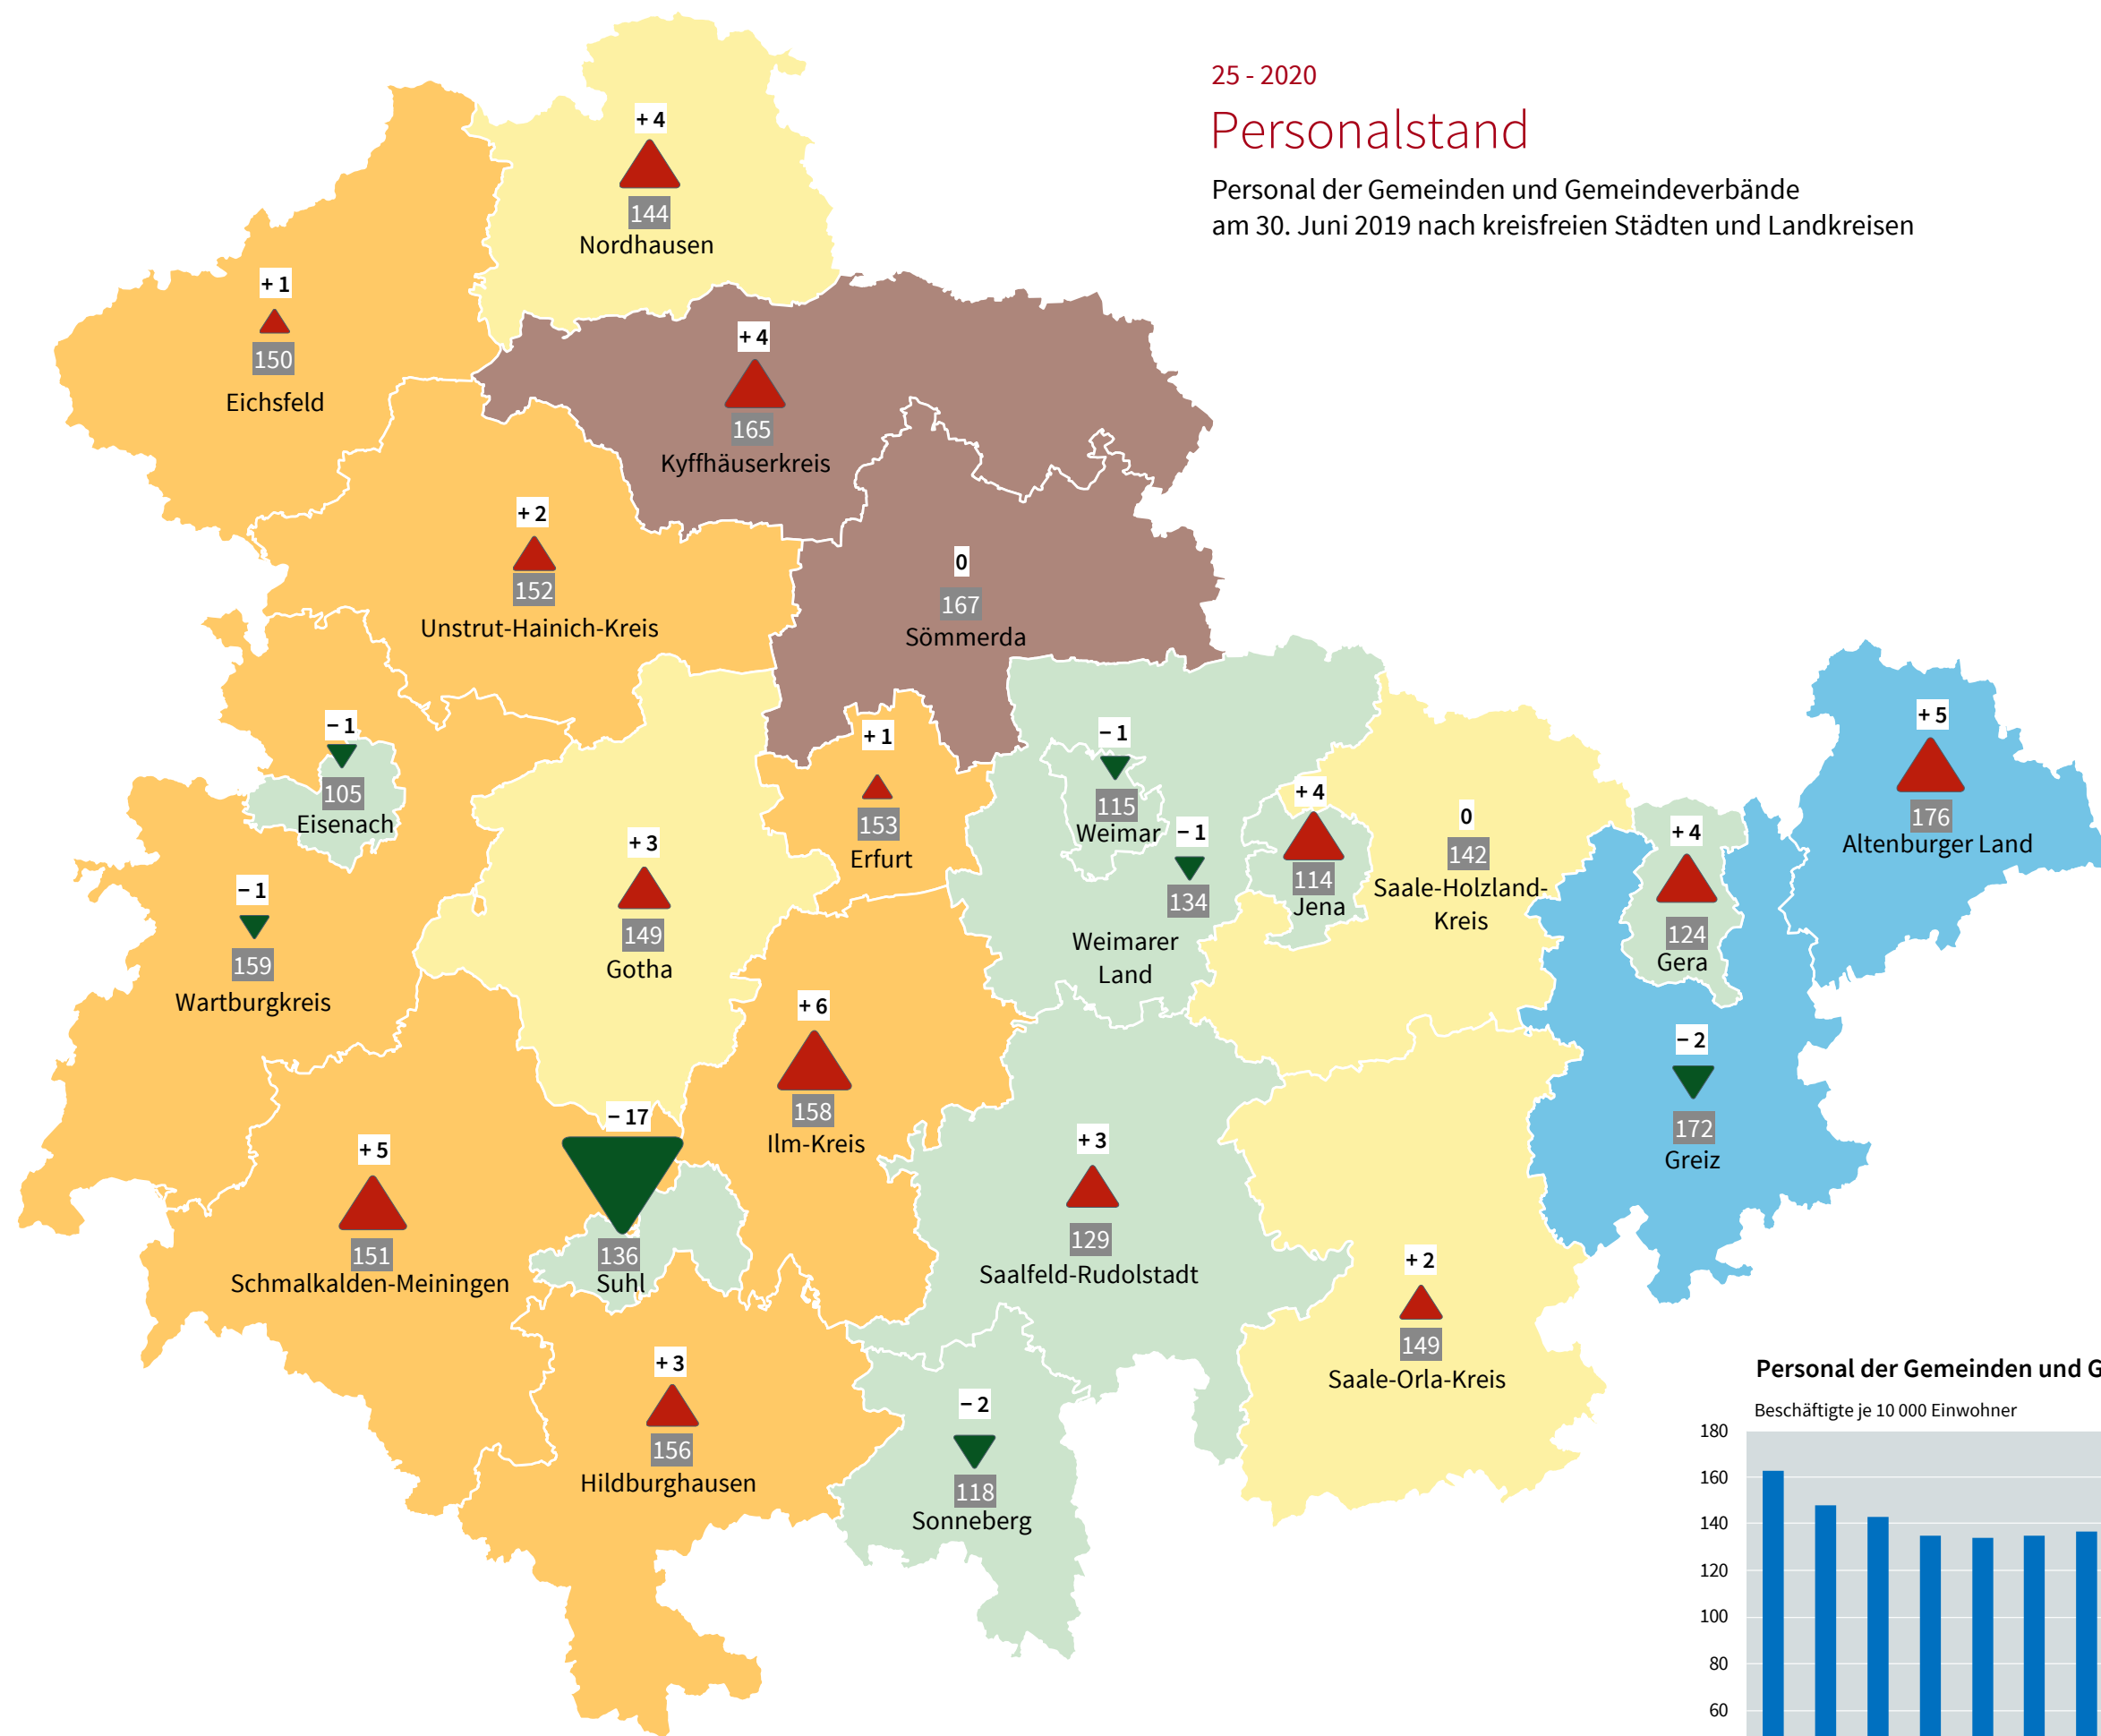 25 - 2020
Personalstand
Personal der Gemeinden und Gemeindeverbände
am 30. Juni 2019 nach kreisfreien Städten und Landkreisen
+ 4
144
Nordhausen
+ 1
150
Eichsfeld
+ 4
165
Kyffhäuserkreis
+ 2
152
Unstrut-Hainich-Kreis
0
167
Sömmerda
− 1
105
Eisenach
− 1
159
Wartburgkreis
+ 3
149
Gotha
+ 1
153
Erfurt
− 1
115
Weimar
− 1
134
Weimarer
Land
+ 4
114
Jena
0
142
Saale-Holzland-
Kreis
+ 4
124
Gera
+ 5
176
Altenburger Land
− 2
172
Greiz
+ 6
158
Ilm-Kreis
− 17
136
Suhl
+ 5
151
Schmalkalden-Meiningen
+ 3
129
Saalfeld-Rudolstadt
+ 2
149
Saale-Orla-Kreis
+ 3
156
Hildburghausen
− 2
118
Sonneberg
Personal der Gemeinden und G
Beschäftigte je 10 000 Einwohner
180
160
140
120
100
80
60